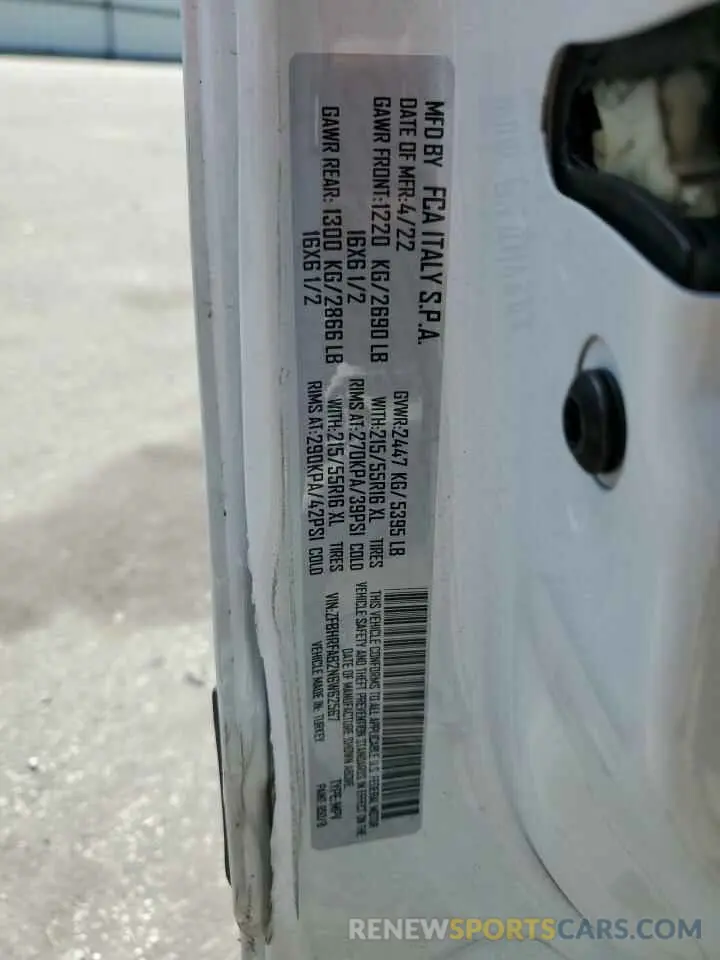 MFD BY FCA ITALY S.P.A.
DATE OF MFR:4/22 GVWR:2447 KG/5395 LB
GAWR FRONT:1220 KG/2690 LB WITH:215/55R16 XL TIRES
16X6 1/2 RIMS AT:270KPA/39PSI COLD
GAWR REAR: 1300 KG/2866 LB WITH:215/55R16 XL TIRES
16X6 1/2 RIMS AT:290KPA/42PSI COLD
THIS VEHICLE CONFORMS TO ALL APPLICABLE U.S. FEDERAL MOTOR
VEHICLE SAFETY AND THEFT PREVENTION STANDARDS IN EFFECT ON THE
DATE OF MANUFACTURE SHOWN ABOVE.
VIN:ZFBHRFAB2N6W62567 TYPE:MPV
VEHICLE MADE IN: TURKEY
RENEWSPORTSCARS.COM